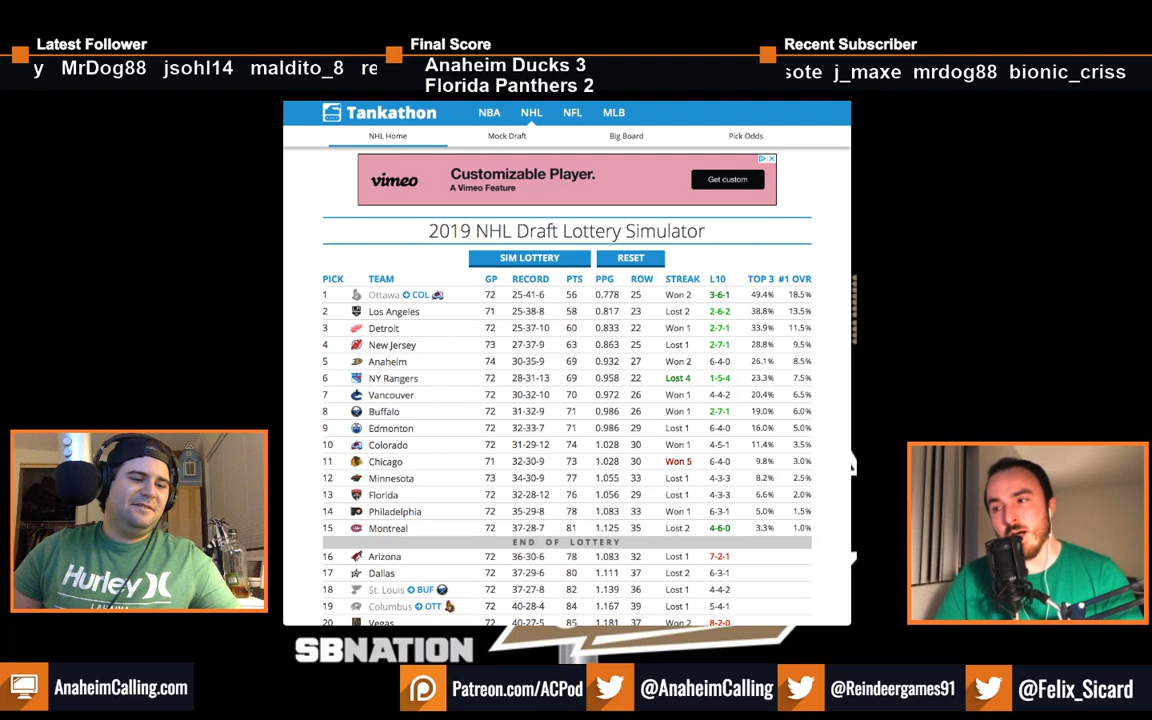 Latest Follower
y MrDog88 jsohl14 maldito_8 re
Final Score
Anaheim Ducks 3
Florida Panthers 2
Recent Subscriber
sote j_maxe mrdog88 bionic_criss
Tankathon NBA NHL NFL MLB
NHL Home Mock Draft Big Board Pick Odds
vimeo Customizable Player. Get custom
A Vimeo Feature
2019 NHL Draft Lottery Simulator
SIM LOTTERY RESET
PICK TEAM GP RECORD PTS PPG ROW STREAK L10 TOP 3 #1 OVR
1 Ottawa COL 72 25-41-6 56 0.778 25 Won 2 3-6-1 49.4% 18.5%
2 Los Angeles 71 25-38-8 58 0.817 23 Lost 2 2-6-2 38.8% 13.5%
3 Detroit 72 25-37-10 60 0.833 22 Won 1 2-7-1 33.9% 11.5%
4 New Jersey 73 27-37-9 63 0.863 25 Lost 1 2-7-1 28.8% 9.5%
5 Anaheim 74 30-35-9 69 0.932 27 Won 2 6-4-0 26.1% 8.5%
6 NY Rangers 72 28-31-13 69 0.958 22 Lost 4 1-5-4 23.3% 7.5%
7 Vancouver 72 30-32-10 70 0.972 26 Won 1 4-4-2 20.4% 6.5%
8 Buffalo 72 31-32-9 71 0.986 26 Won 1 2-7-1 19.0% 6.0%
9 Edmonton 72 32-33-7 71 0.986 29 Lost 1 6-4-0 16.0% 5.0%
10 Colorado 72 31-29-12 74 1.028 30 Won 1 4-5-1 11.4% 3.5%
11 Chicago 71 32-30-9 73 1.028 30 Won 5 6-4-0 9.8% 3.0%
12 Minnesota 73 34-30-9 77 1.055 33 Lost 1 4-3-3 8.2% 2.5%
13 Florida 72 32-28-12 76 1.056 29 Lost 1 4-3-3 6.6% 2.0%
14 Philadelphia 72 35-29-8 78 1.083 33 Won 1 6-3-1 5.0% 1.5%
15 Montreal 72 37-28-7 81 1.125 35 Lost 2 4-6-0 3.3% 1.0%
END OF LOTTERY
16 Arizona 72 36-30-6 78 1.083 32 Lost 1 7-2-1
17 Dallas 72 37-29-6 80 1.111 37 Lost 2 6-3-1
18 St. Louis BUF 72 37-27-8 82 1.139 36 Lost 1 4-4-2
19 Columbus OTT 72 40-28-4 84 1.167 39 Lost 1 5-4-1
20 Vegas 72 40-27-5 85 1.181 37 Won 2 8-2-0
Hurley
SBNATION
AnaheimCalling.com Patreon.com/ACPod @AnaheimCalling @Reindeergames91 @Felix_Sicard